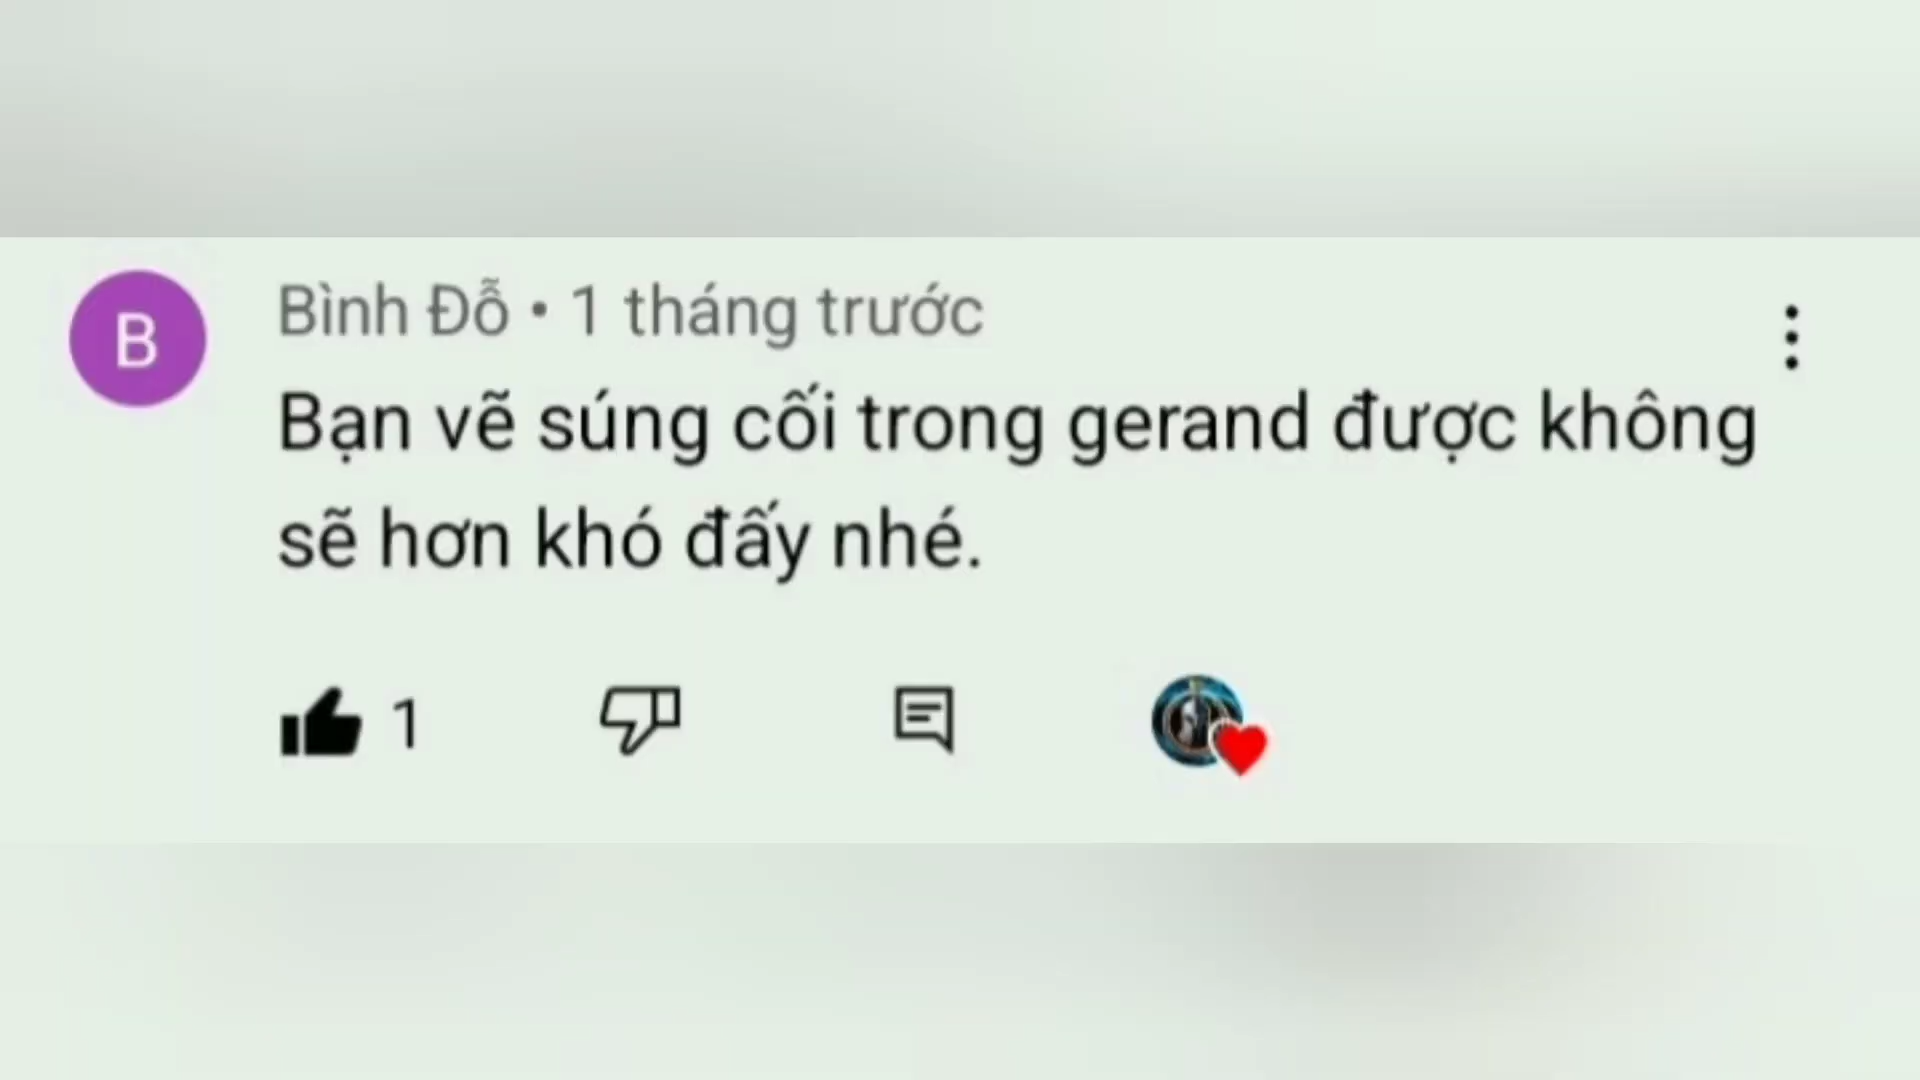 B
Bình Đỗ • 1 tháng trước
Bạn vẽ súng cối trong gerand được không
sẽ hơn khó đấy nhé.
1